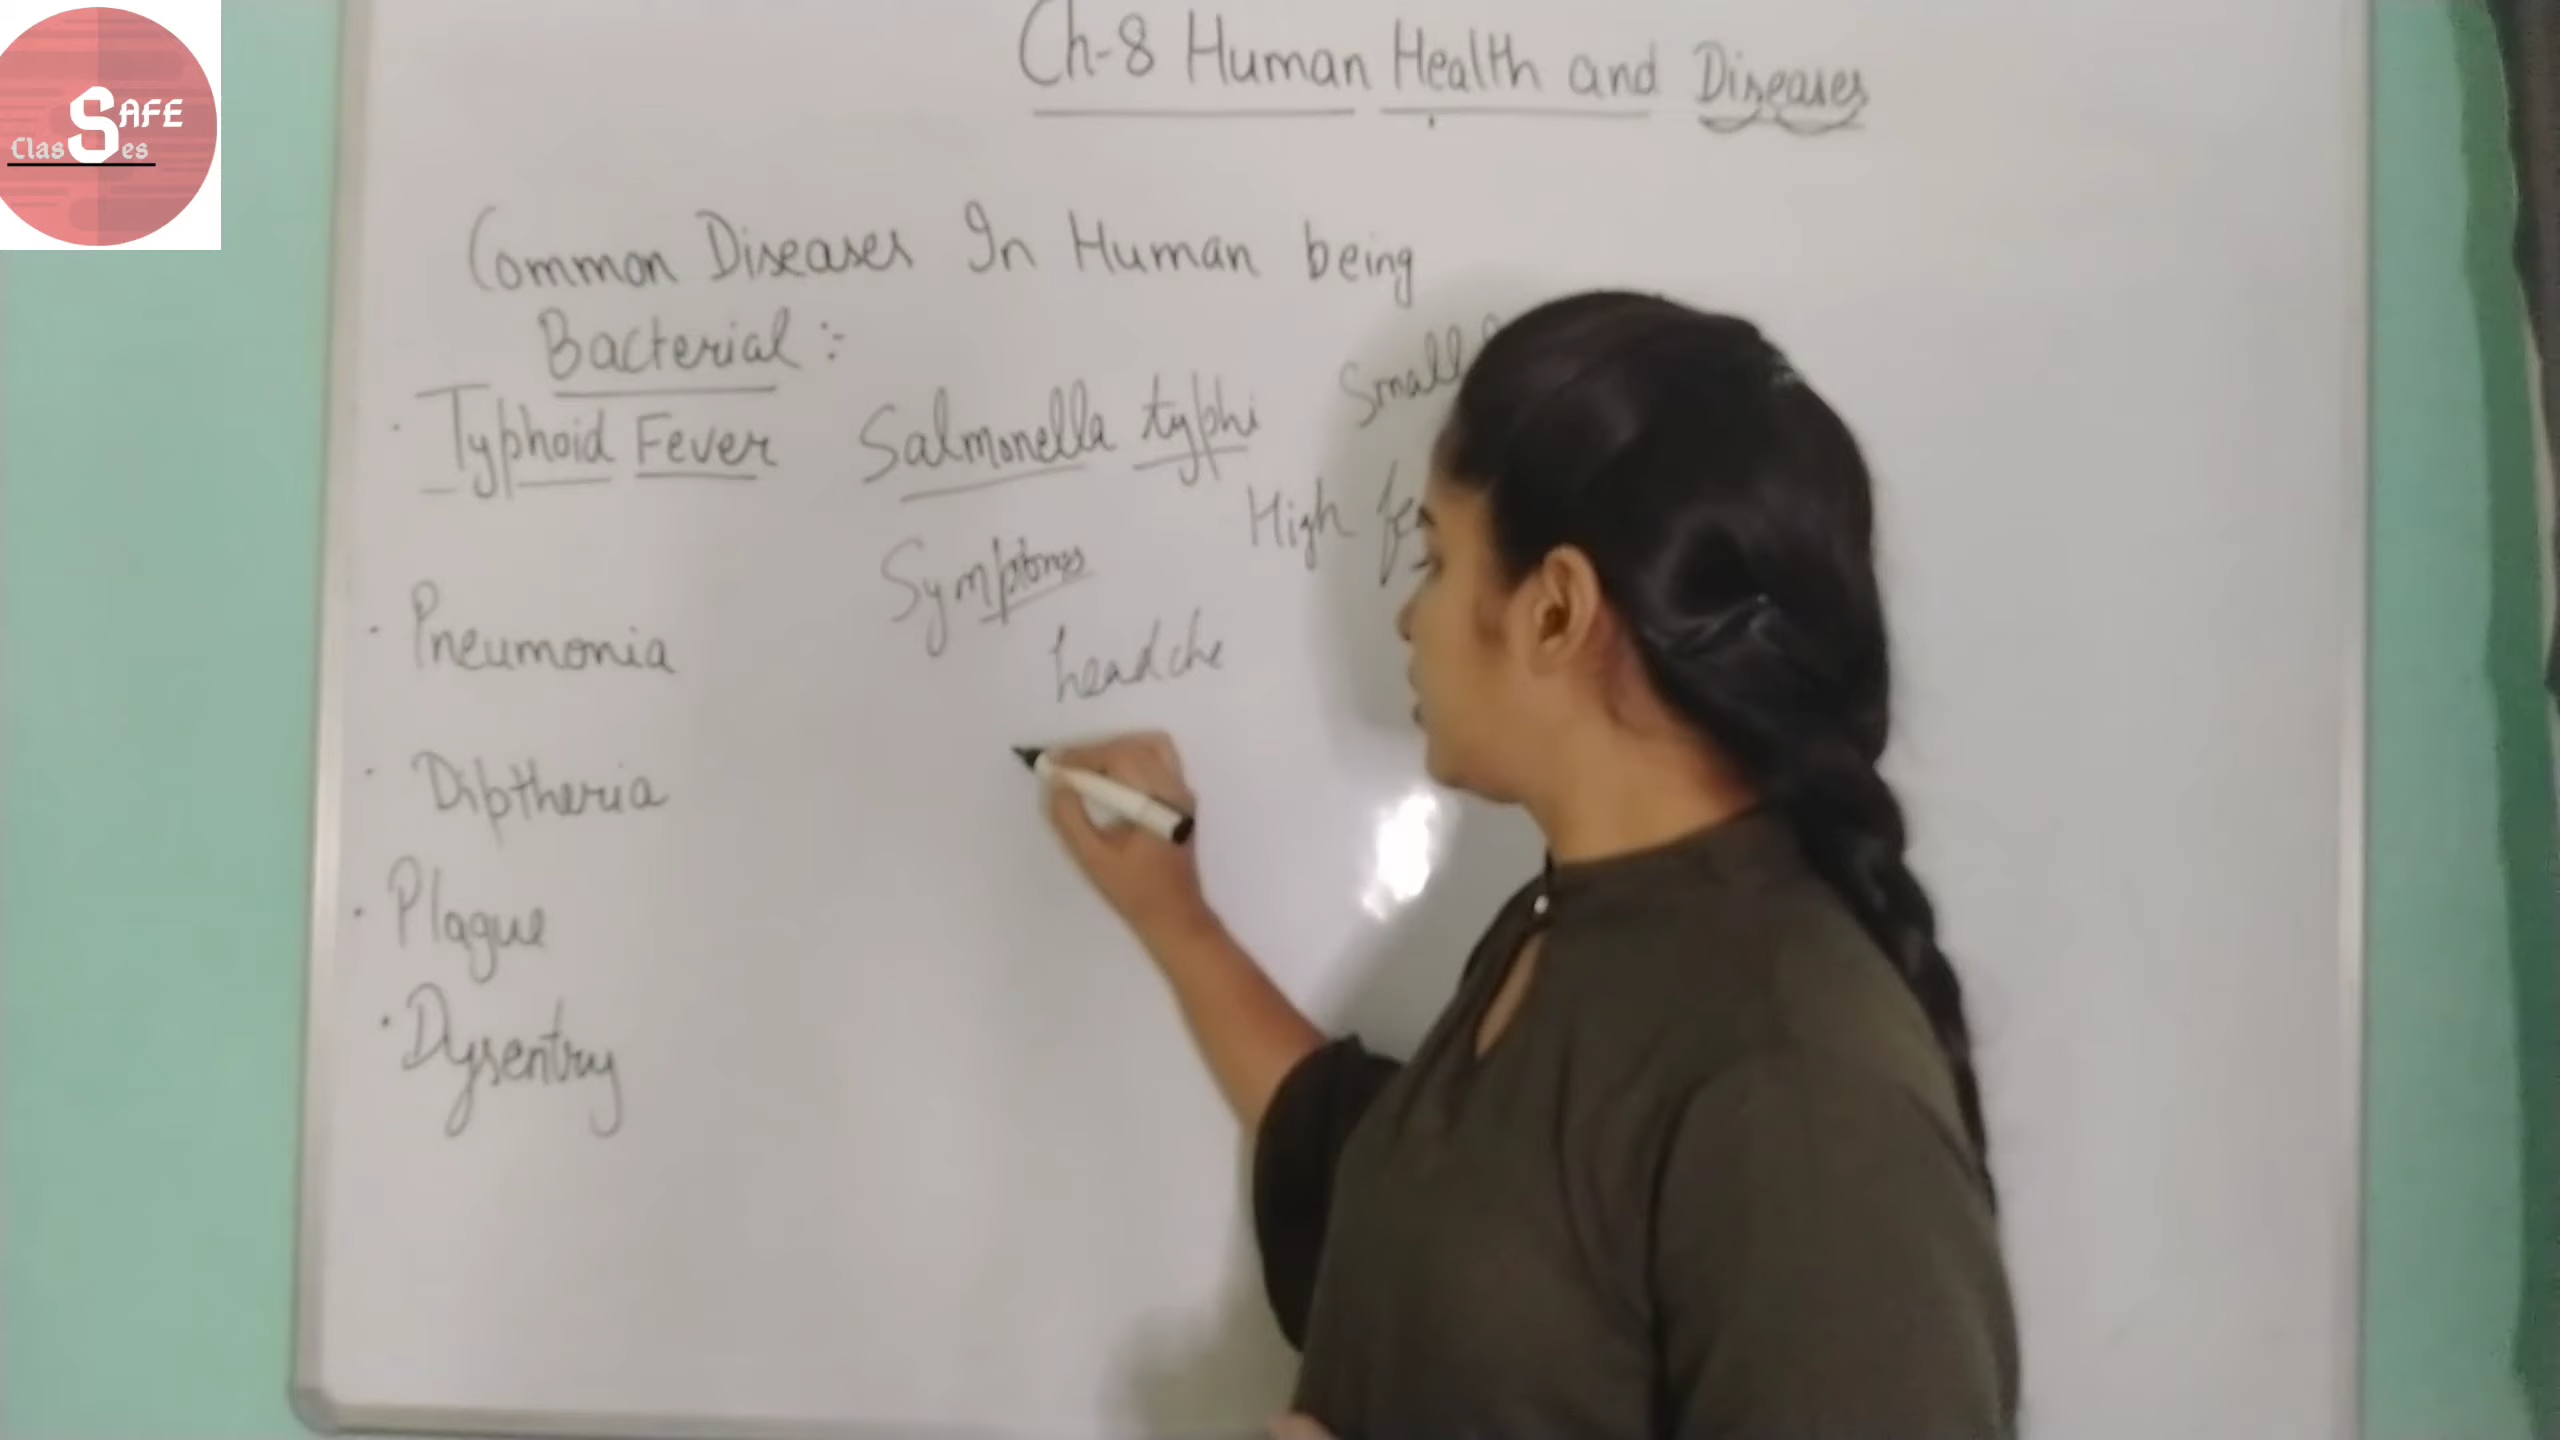 SAFE
Classes
Ch-8 Human Health and Diseases
Common Diseases In Human being
Bacterial :-
· Typhoid Fever Salmonella typhi Small
High
Symptoms
headche
· Pneumonia
· Diptheria
· Plague
· Dysentry